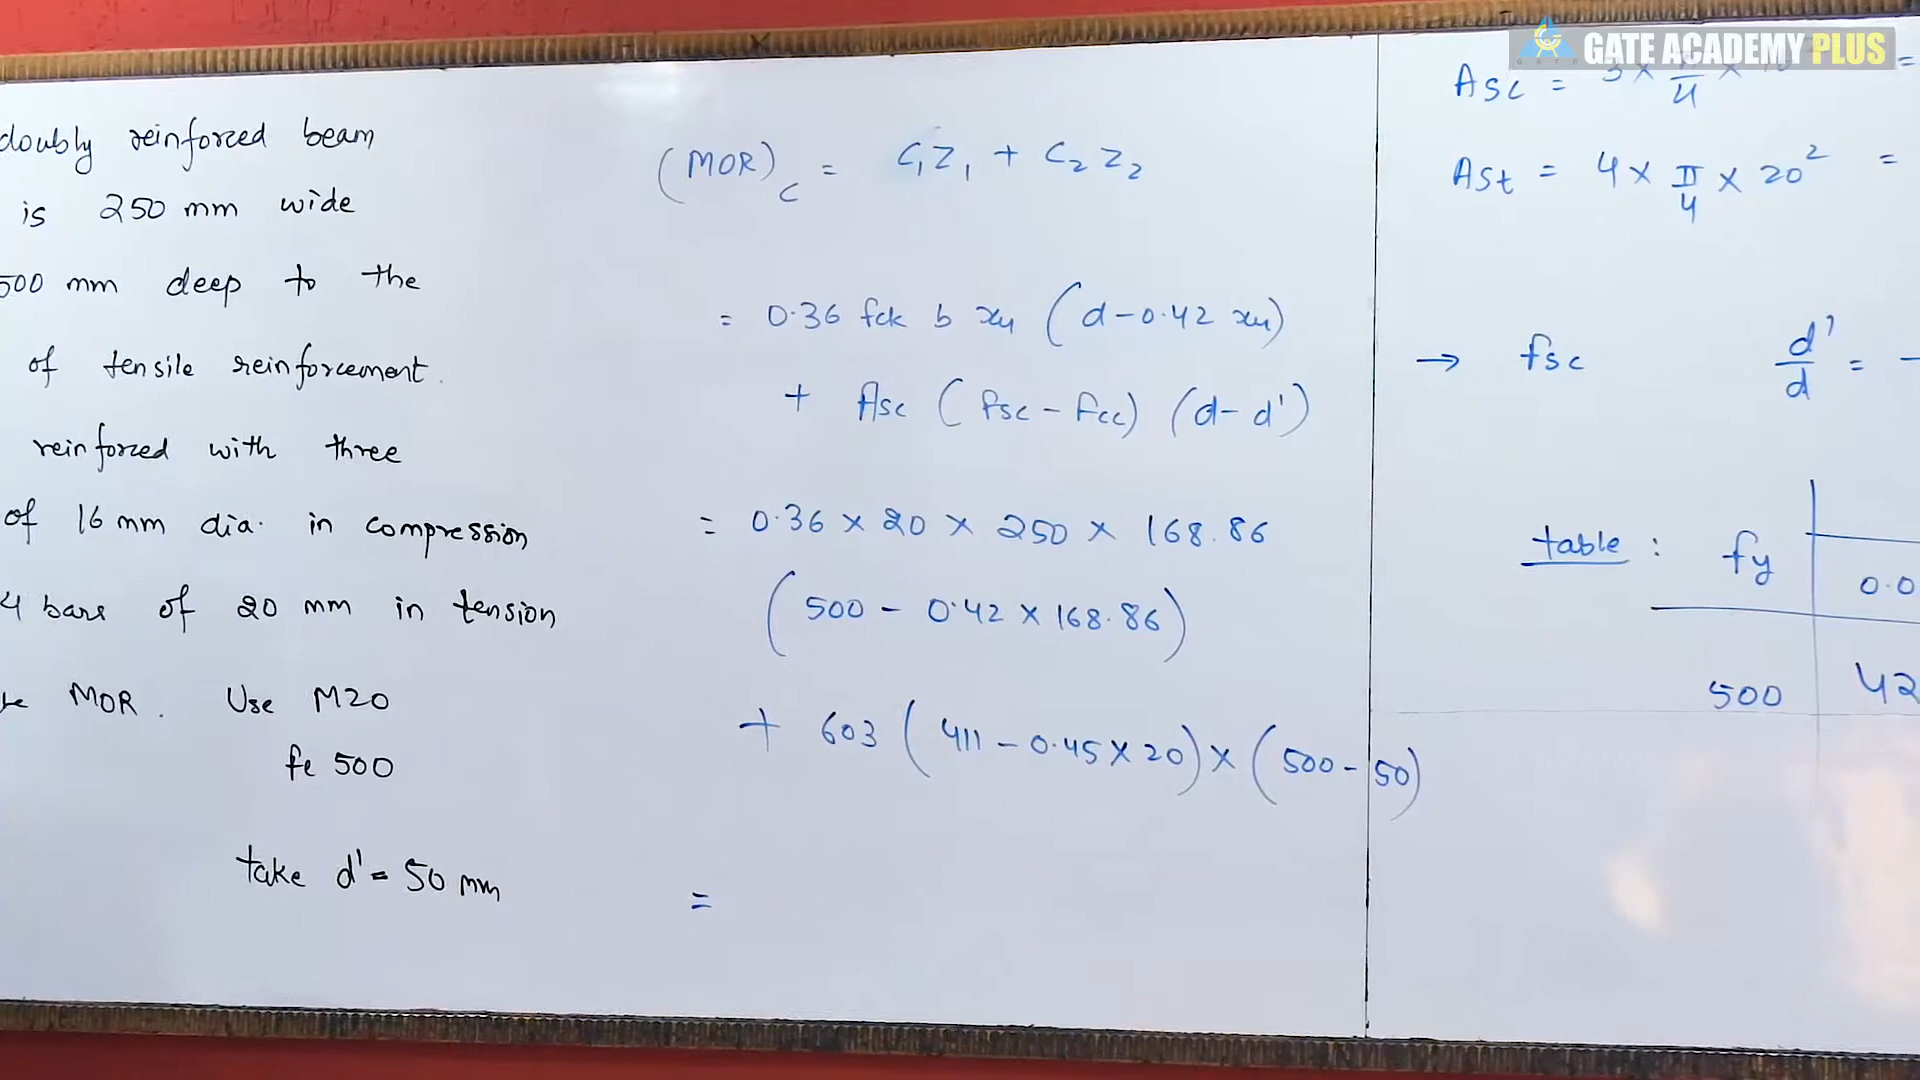 doubly reinforced beam
is 250 mm wide
500 mm deep to the
of tensile reinforcement.
reinforced with three
of 16 mm dia. in compression
4 bars of 20 mm in tension
MOR. Use M20
fe 500
take d' = 50 mm
(MOR)c = C1Z1 + C2Z2
= 0.36 fck b xu (d-0.42 xu)
+ Asc (fsc - fcc) (d-d')
= 0.36 × 20 × 250 × 168.86
(500 - 0.42 × 168.86)
+ 603 (411 - 0.45 × 20) × (500 - 50)
=
GATE ACADEMY PLUS
Asc = 3 × π/4 ×
Ast = 4 × π/4 × 20² =
→ fsc d'/d =
table : fy
0.0
500 42